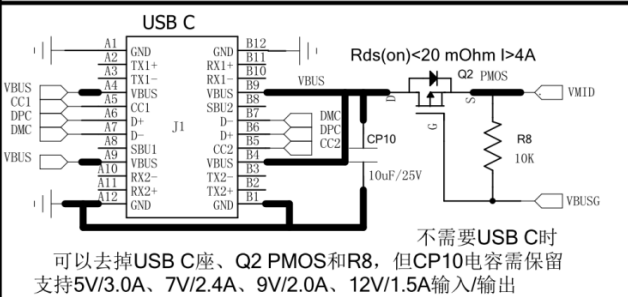 USB C
A1 GND GND B12
A2 TX1+ RX1+ B11
A3 TX1- RX1- B10
VBUS A4 VBUS VBUS B9 VBUS
CC1 A5 CC1 SBU2 B8
DPC A6 D+ D- B7 DMC
DMC A7 D- D+ B6 DPC
A8 SBU1 CC2 B5 CC2
VBUS A9 VBUS VBUS B4
A10 RX2- TX2- B3
A11 RX2+ TX2+ B2
A12 GND GND B1
J1
CP10
10uF/25V
Rds(on)<20 mOhm I>4A
Q2 PMOS
D S VMID
G
R8
10K
VBUSG
不需要USB C时
可以去掉USB C座、Q2 PMOS和R8，但CP10电容需保留
支持5V/3.0A、7V/2.4A、9V/2.0A、12V/1.5A输入/输出